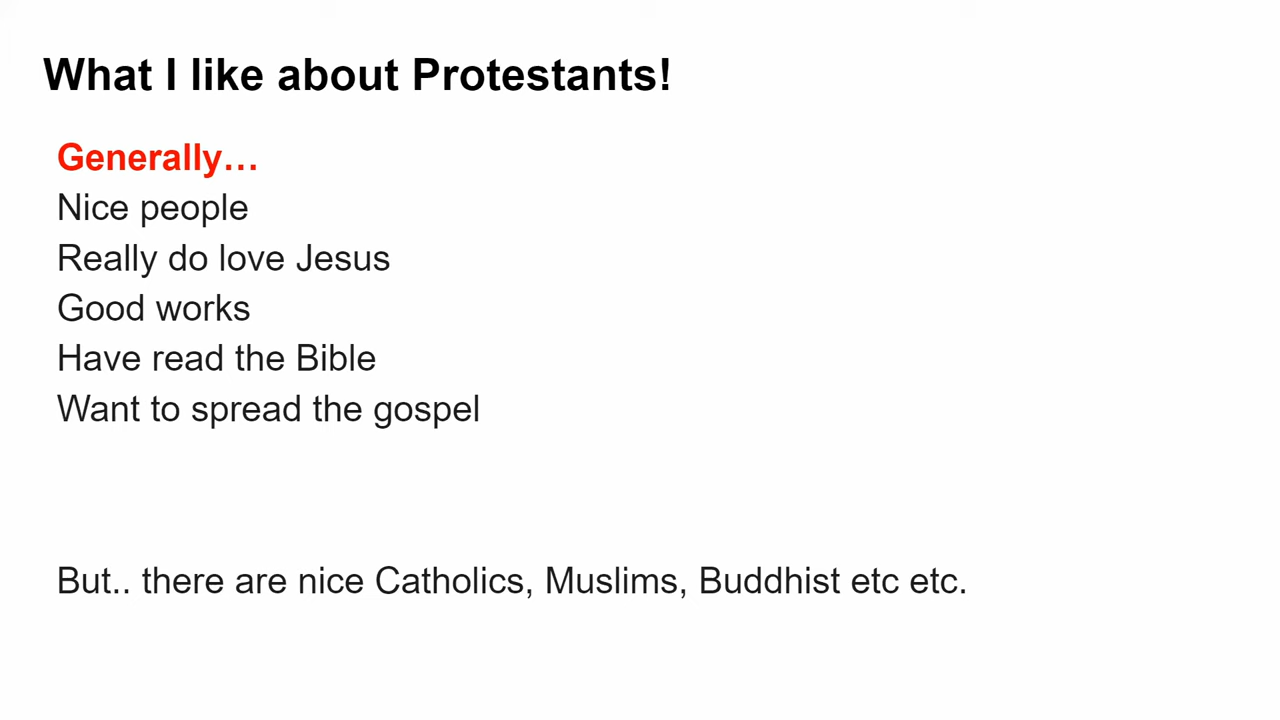 What I like about Protestants!
Generally…
Nice people
Really do love Jesus
Good works
Have read the Bible
Want to spread the gospel
But.. there are nice Catholics, Muslims, Buddhist etc etc.